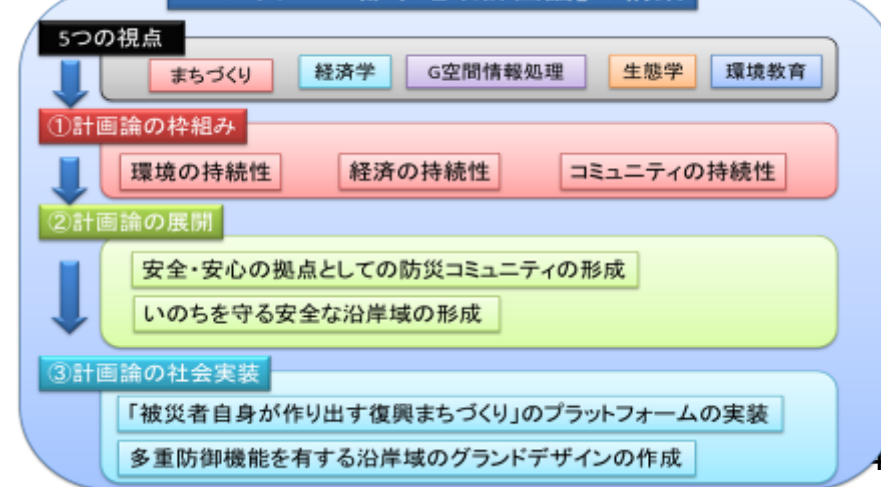 5つの視点
まちづくり 経済学 G空間情報処理 生態学 環境教育
①計画論の枠組み
環境の持続性 経済の持続性 コミュニティの持続性
②計画論の展開
安全・安心の拠点としての防災コミュニティの形成
いのちを守る安全な沿岸域の形成
③計画論の社会実装
「被災者自身が作り出す復興まちづくり」のプラットフォームの実装
多重防御機能を有する沿岸域のグランドデザインの作成